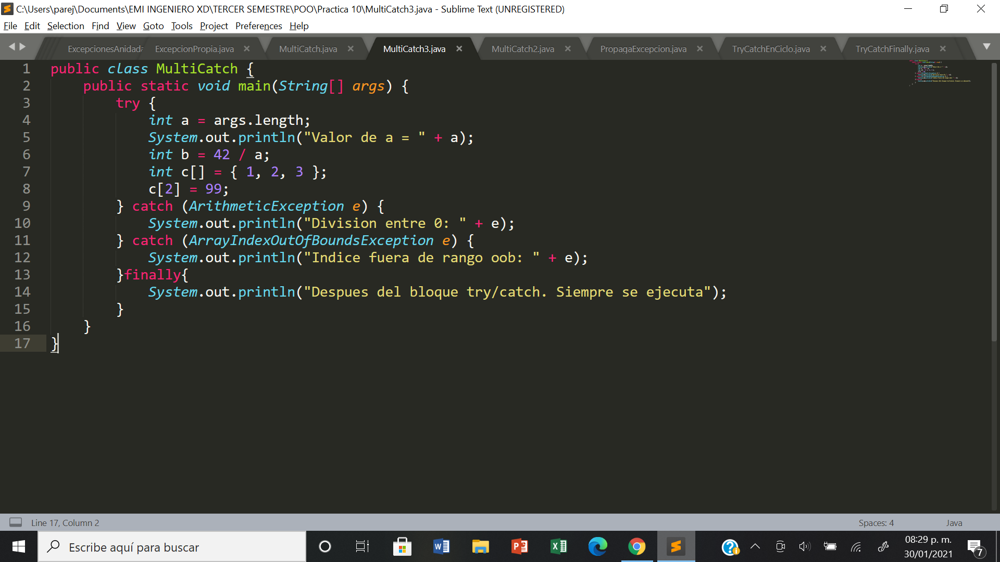 C:\Users\parej\Documents\EMI INGENIERO XD\TERCER SEMESTRE\POO\Practica 10\MultiCatch3.java - Sublime Text (UNREGISTERED)
File Edit Selection Find View Goto Tools Project Preferences Help
ExcepcionesAnidada ExcepcionPropia.java MultiCatch.java MultiCatch3.java MultiCatch2.java PropagaExcepcion.java TryCatchEnCiclo.java TryCatchFinally.java
1 public class MultiCatch {
2     public static void main(String[] args) {
3         try {
4             int a = args.length;
5             System.out.println("Valor de a = " + a);
6             int b = 42 / a;
7             int c[] = { 1, 2, 3 };
8             c[2] = 99;
9         } catch (ArithmeticException e) {
10             System.out.println("Division entre 0: " + e);
11         } catch (ArrayIndexOutOfBoundsException e) {
12             System.out.println("Indice fuera de rango oob: " + e);
13         }finally{
14             System.out.println("Despues del bloque try/catch. Siempre se ejecuta");
15         }
16     }
17 }
Line 17, Column 2 Spaces: 4 Java
Escribe aquí para buscar
08:29 p. m.
30/01/2021
7